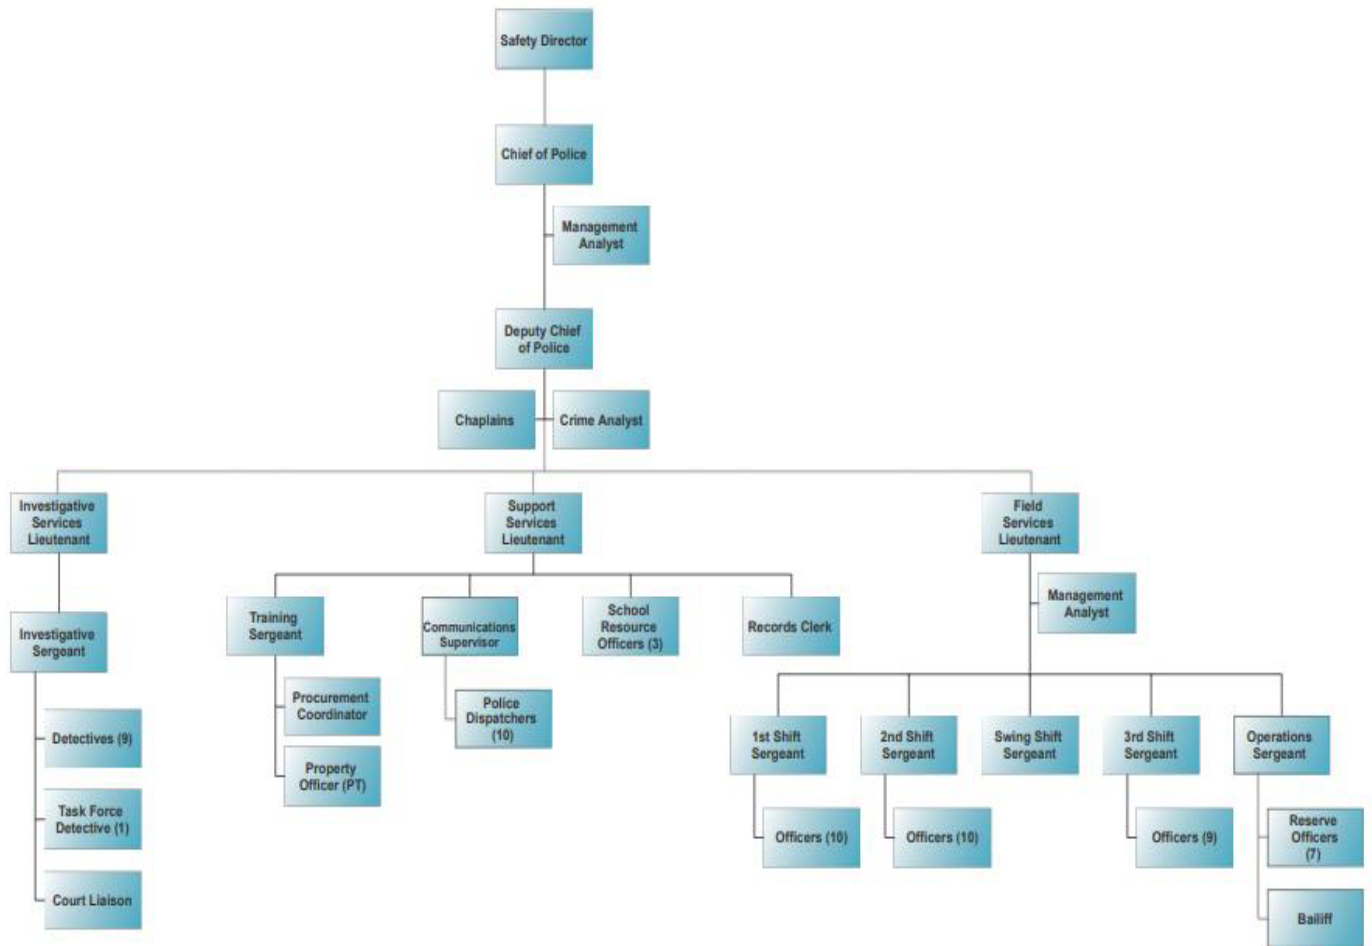 Safety Director
Chief of Police
Management
Analyst
Deputy Chief
of Police
Chaplains
Crime Analyst
Investigative
Services
Lieutenant
Support
Services
Lieutenant
Field
Services
Lieutenant
Management
Analyst
Investigative
Sergeant
Training
Sergeant
Communications
Supervisor
School
Resource
Officers (3)
Records Clerk
Procurement
Coordinator
Police
Dispatchers
(10)
Property
Officer (PT)
Detectives (9)
Task Force
Detective (1)
Court Liaison
1st Shift
Sergeant
2nd Shift
Sergeant
Swing Shift
Sergeant
3rd Shift
Sergeant
Operations
Sergeant
Officers (10)
Officers (10)
Officers (9)
Reserve
Officers
(7)
Bailiff